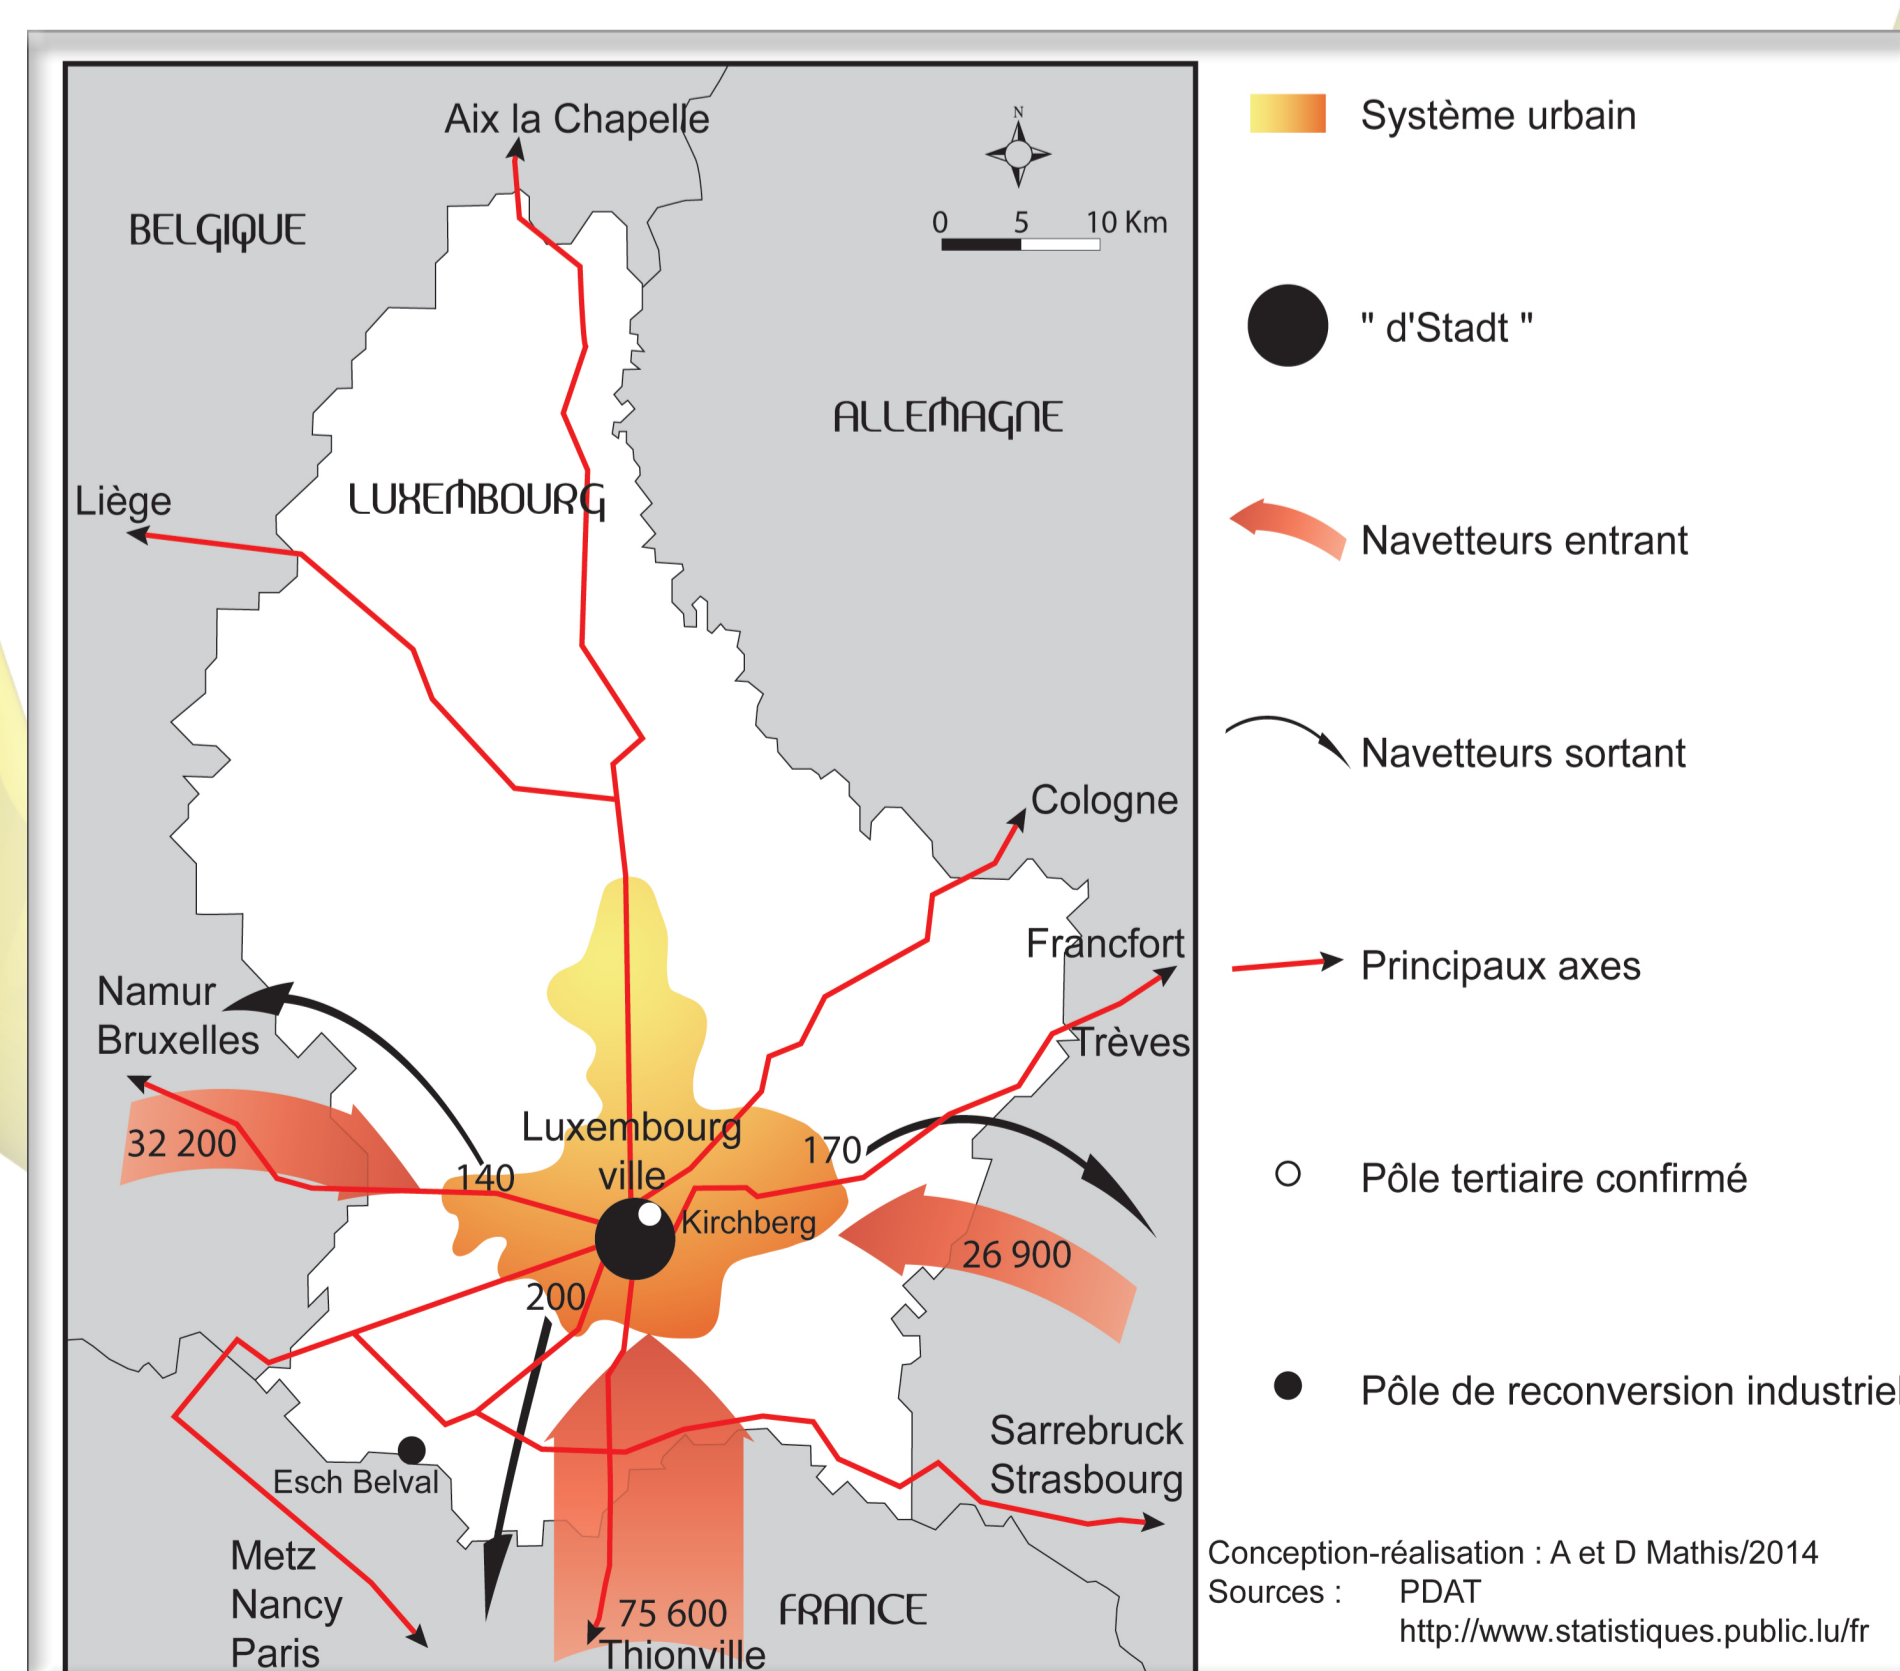 Aix la Chapelle
N
0 5 10 Km
BELGIQUE
ALLEMAGNE
Liège
LUXEMBOURG
Cologne
Francfort
Trèves
Namur
Bruxelles
32 200
140
Luxembourg
ville
170
Kirchberg
26 900
200
Esch Belval
Sarrebruck
Strasbourg
Metz
Nancy
Paris
75 600
Thionville
FRANCE
Système urbain
" d'Stadt "
Navetteurs entrant
Navetteurs sortant
Principaux axes
Pôle tertiaire confirmé
Pôle de reconversion industriel
Conception-réalisation : A et D Mathis/2014
Sources : PDAT
http://www.statistiques.public.lu/fr